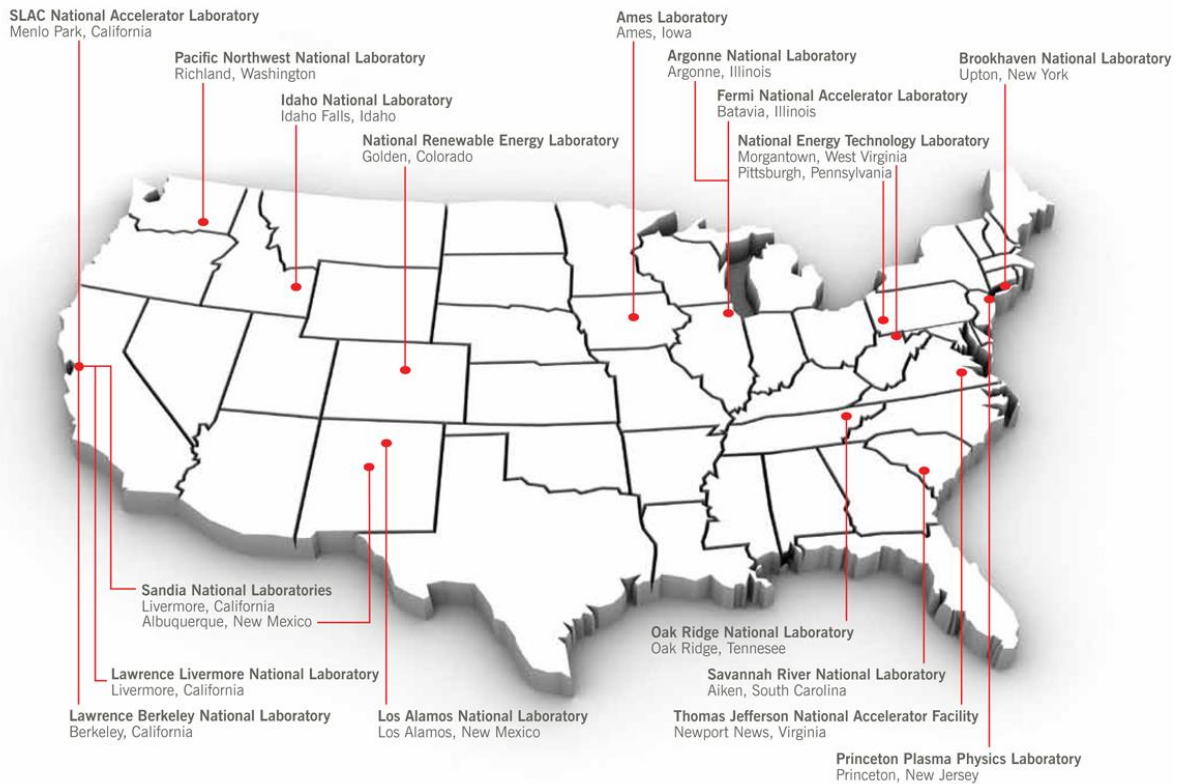 SLAC National Accelerator Laboratory
Menlo Park, California
Pacific Northwest National Laboratory
Richland, Washington
Idaho National Laboratory
Idaho Falls, Idaho
National Renewable Energy Laboratory
Golden, Colorado
Ames Laboratory
Ames, Iowa
Argonne National Laboratory
Argonne, Illinois
Fermi National Accelerator Laboratory
Batavia, Illinois
National Energy Technology Laboratory
Morgantown, West Virginia
Pittsburgh, Pennsylvania
Brookhaven National Laboratory
Upton, New York
Sandia National Laboratories
Livermore, California
Albuquerque, New Mexico
Lawrence Livermore National Laboratory
Livermore, California
Lawrence Berkeley National Laboratory
Berkeley, California
Los Alamos National Laboratory
Los Alamos, New Mexico
Oak Ridge National Laboratory
Oak Ridge, Tennesee
Savannah River National Laboratory
Aiken, South Carolina
Thomas Jefferson National Accelerator Facility
Newport News, Virginia
Princeton Plasma Physics Laboratory
Princeton, New Jersey